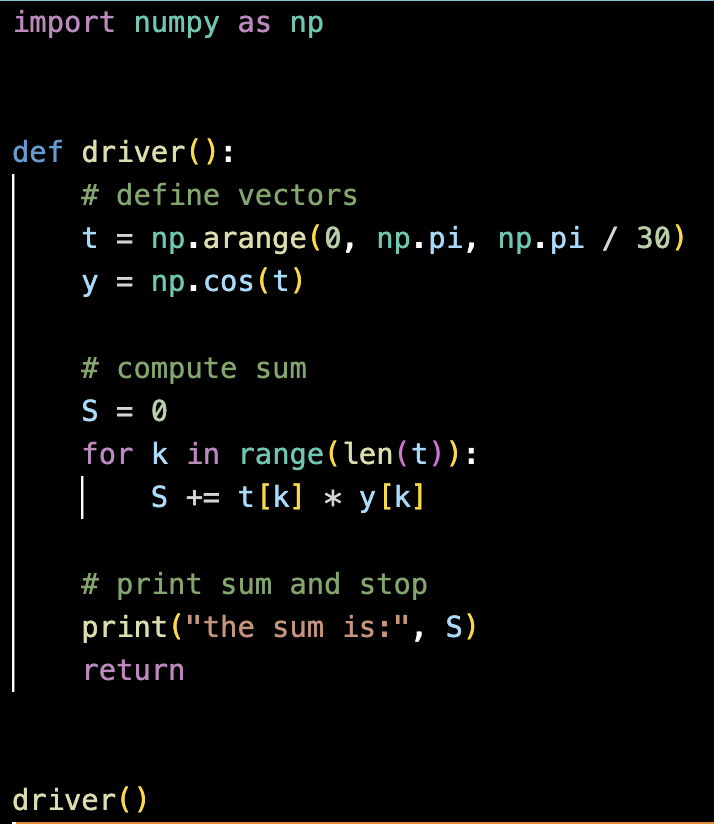 import numpy as np
def driver():
    # define vectors
    t = np.arange(0, np.pi, np.pi / 30)
    y = np.cos(t)
    # compute sum
    S = 0
    for k in range(len(t)):
        S += t[k] * y[k]
    # print sum and stop
    print("the sum is:", S)
    return
driver()